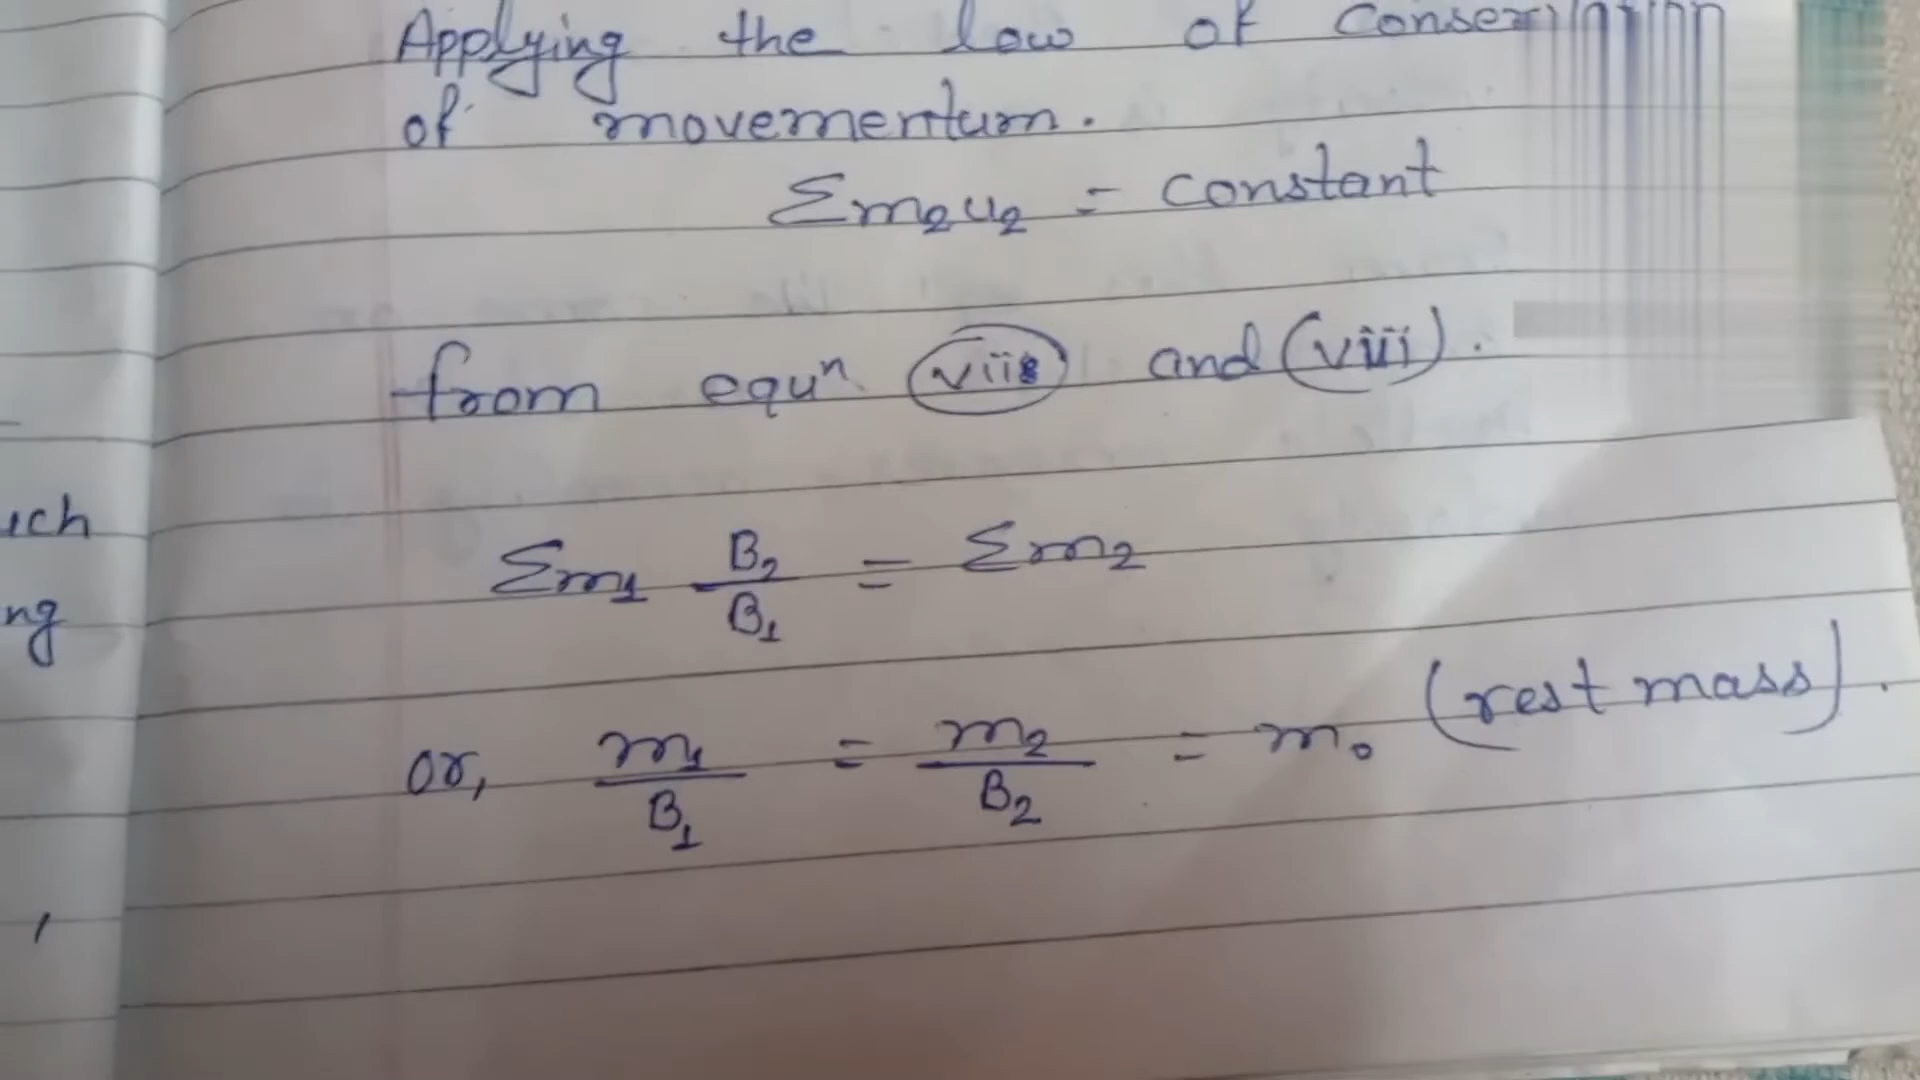 Applying the law of
of movementum.
Σm₂u₂ = constant
from equⁿ (viii) and (viii).
Σm₁ B₂/B₁ = Σm₂
or, m₁/B₁ = m₂/B₂ = m₀ (rest mass).
ich
ng
,